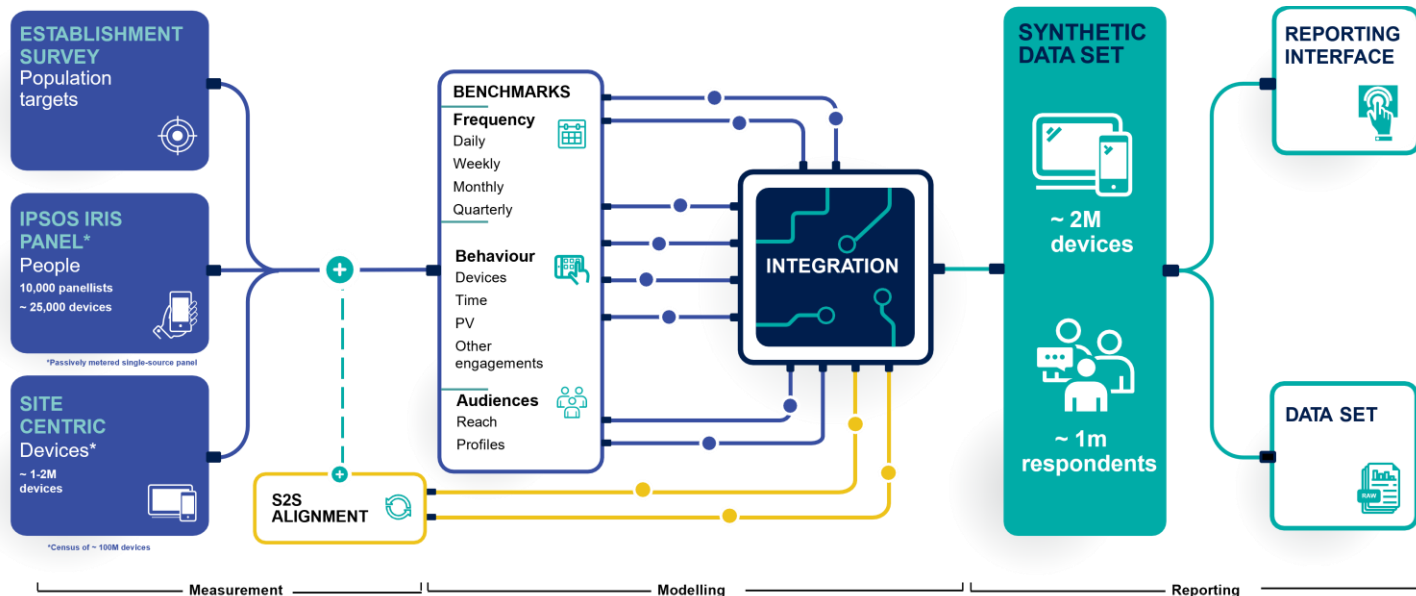 ESTABLISHMENT
SURVEY
Population
targets
IPSOS IRIS
PANEL*
People
10,000 panellists
~ 25,000 devices
*Passively metered single-source panel
SITE
CENTRIC
Devices*
~ 1-2M
devices
*Census of ~ 100M devices
S2S
ALIGNMENT
BENCHMARKS
Frequency
Daily
Weekly
Monthly
Quarterly
Behaviour
Devices
Time
PV
Other
engagements
Audiences
Reach
Profiles
INTEGRATION
SYNTHETIC
DATA SET
~ 2M
devices
~ 1m
respondents
REPORTING
INTERFACE
DATA SET
RAW
Measurement
Modelling
Reporting